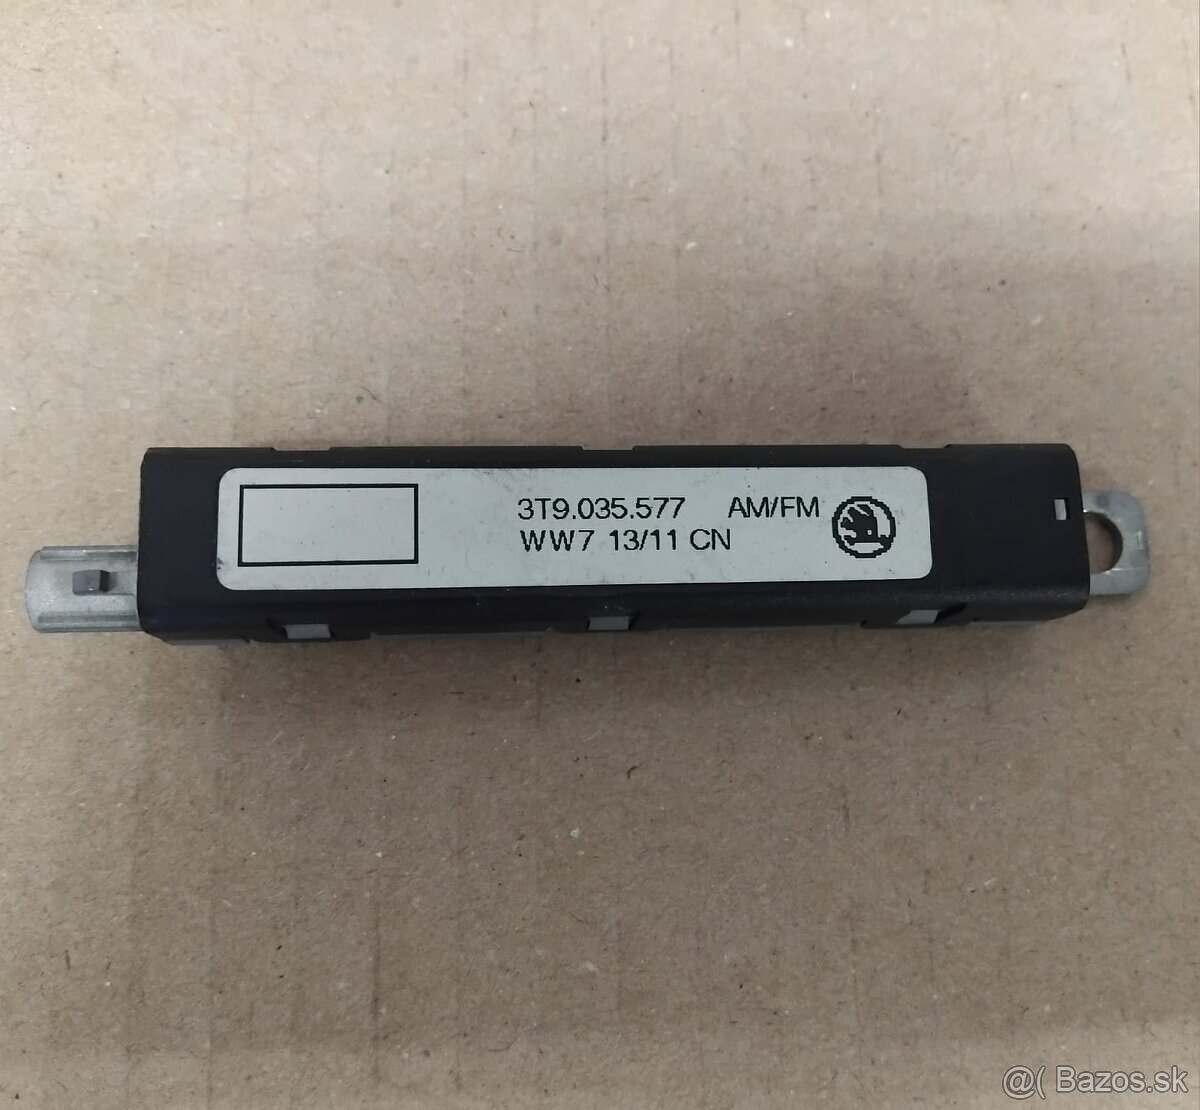 3T9.035.577 AM/FM
WW7 13/11 CN
@( Bazos.sk